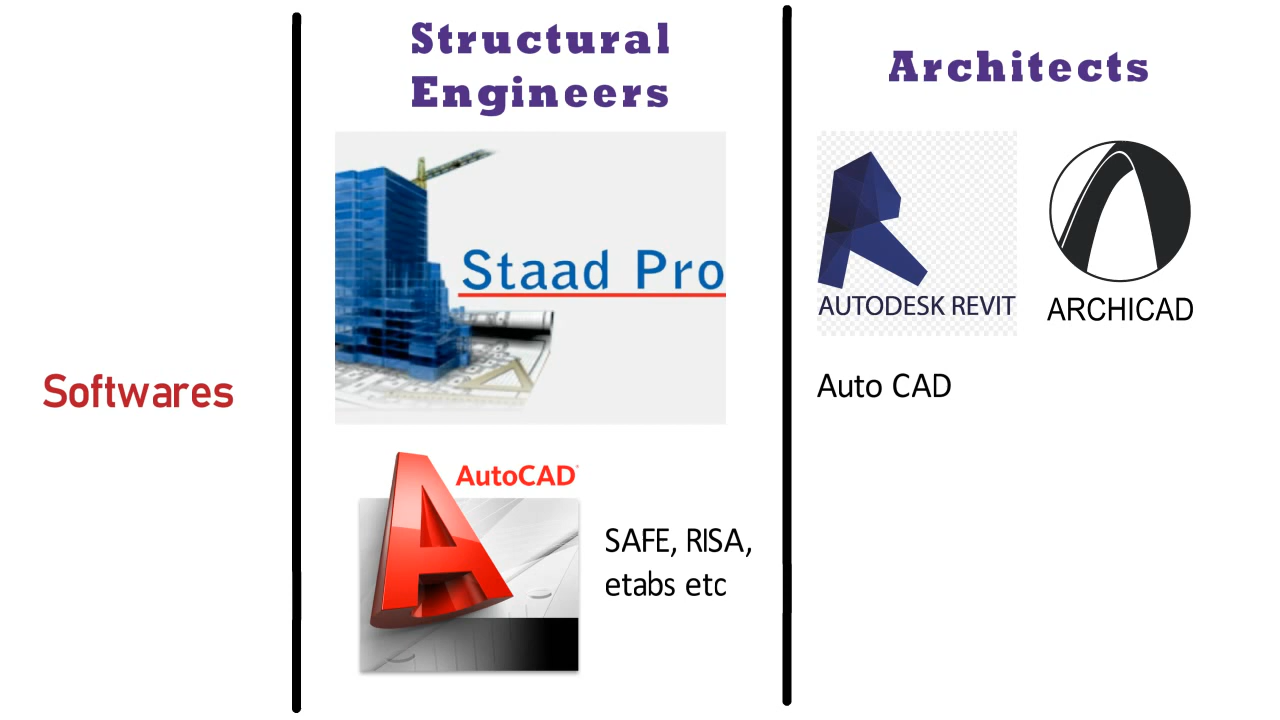 Structural
Engineers
Architects
Staad Pro
AUTODESK REVIT
ARCHICAD
Softwares
Auto CAD
AutoCAD
SAFE, RISA,
etabs etc